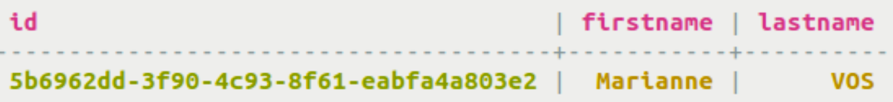 id | firstname | lastname
--------------------------------------+-----------+----------
5b6962dd-3f90-4c93-8f61-eabfa4a803e2 | Marianne | VOS